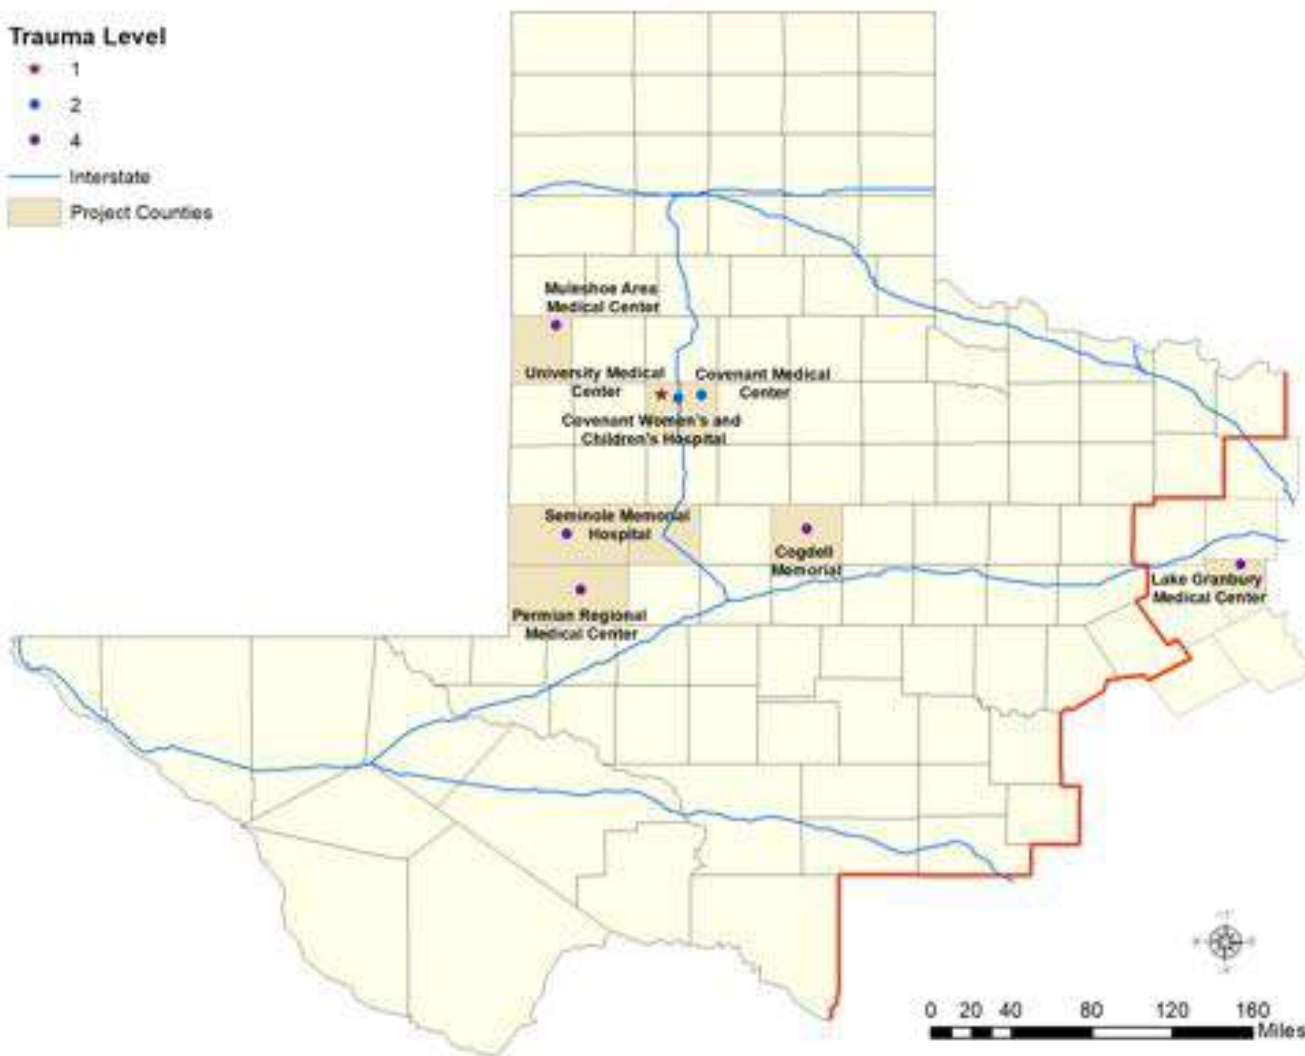 Trauma Level
1
2
4
Interstate
Project Counties
Muleshoe Area
Medical Center
University Medical
Center
Covenant Medical
Center
Covenant Women's and
Children's Hospital
Seminole Memorial
Hospital
Cogdell
Memorial
Permian Regional
Medical Center
Lake Granbury
Medical Center
0 20 40 80 120 160
Miles